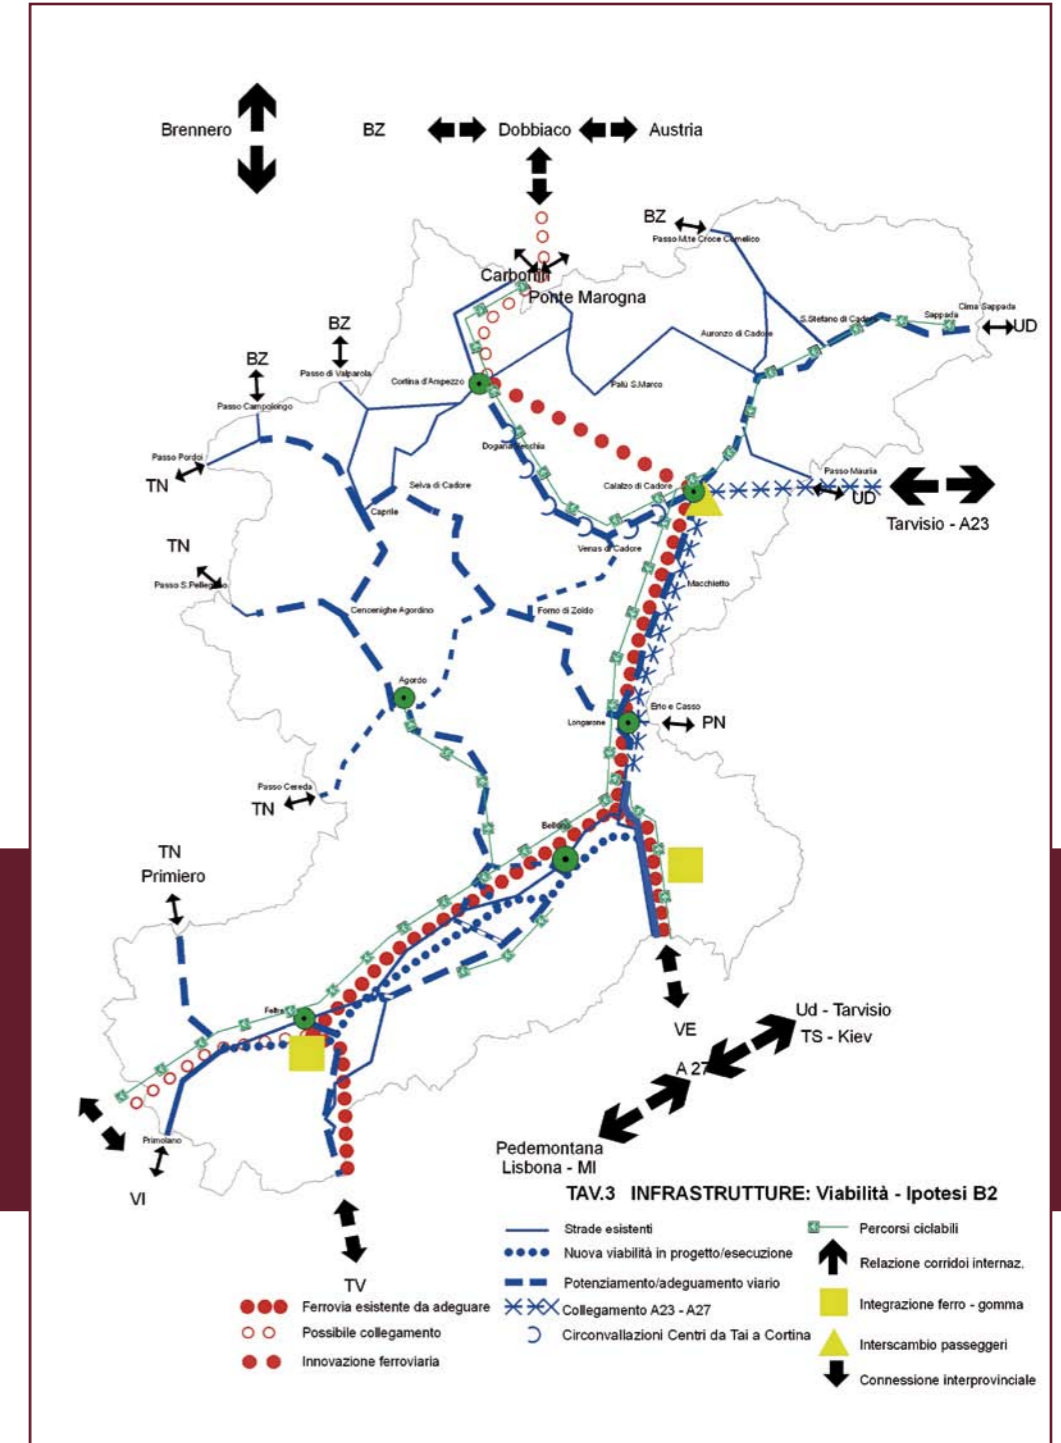 Brennero
BZ
Dobbiaco
Austria
BZ
Passo M.te Croce Comelico
Carbonin
Ponte Marogna
Cima Sappada
Sappada
UD
S.Stefano di Cadore
Auronzo di Cadore
BZ
Passo di Valparola
Cortina d'Ampezzo
Palù S.Marco
BZ
Passo Campolongo
Dogana Vecchia
Passo Pordoi
TN
Selva di Cadore
Calalzo di Cadore
Passo Mauria
UD
Caprile
Tarvisio - A23
TN
Venas di Cadore
Passo S.Pellegrino
Macchietto
Cencenighe Agordino
Forno di Zoldo
Agordo
Longarone
Erto e Casso
PN
Passo Cereda
TN
Belluno
TN
Primiero
Feltre
Ud - Tarvisio
VE
TS - Kiev
A 27
Primolano
Pedemontana
Lisbona - MI
VI
TV
TAV.3 INFRASTRUTTURE: Viabilità - Ipotesi B2
Strade esistenti
Nuova viabilità in progetto/esecuzione
Potenziamento/adeguamento viario
Collegamento A23 - A27
Circonvallazioni Centri da Tai a Cortina
Percorsi ciclabili
Relazione corridoi internaz.
Integrazione ferro - gomma
Interscambio passeggeri
Connessione interprovinciale
Ferrovia esistente da adeguare
Possibile collegamento
Innovazione ferroviaria